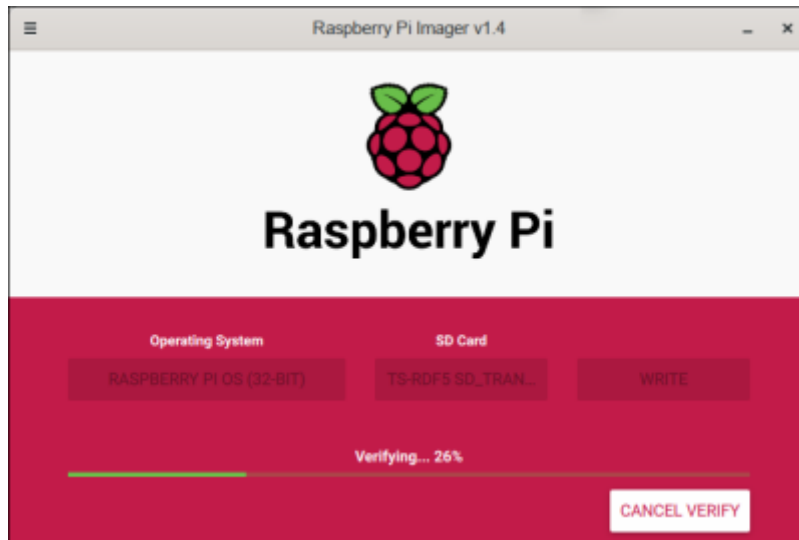 Raspberry Pi Imager v1.4
Raspberry Pi
Operating System
SD Card
RASPBERRY PI OS (32-BIT)
TS-RDF5 SD_TRAN...
WRITE
Verifying... 26%
CANCEL VERIFY